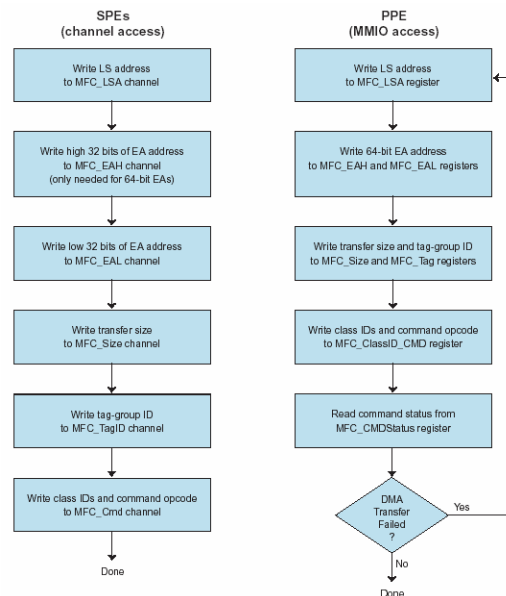 SPEs
(channel access)
Write LS address
to MFC_LSA channel
Write high 32 bits of EA address
to MFC_EAH channel
(only needed for 64-bit EAs)
Write low 32 bits of EA address
to MFC_EAL channel
Write transfer size
to MFC_Size channel
Write tag-group ID
to MFC_TagID channel
Write class IDs and command opcode
to MFC_Cmd channel
Done
PPE
(MMIO access)
Write LS address
to MFC_LSA register
Write 64-bit EA address
to MFC_EAH and MFC_EAL registers
Write transfer size and tag-group ID
to MFC_Size and MFC_Tag registers
Write class IDs and command opcode
to MFC_ClassID_CMD register
Read command status from
MFC_CMDStatus register
DMA
Transfer
Failed
?
Yes
No
Done